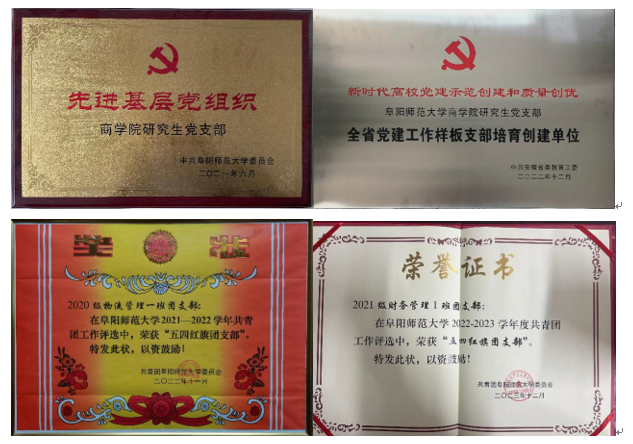 先进基层党组织
商学院研究生党支部
中共阜阳师范大学委员会
二〇二一年六月
新时代高校党建示范创建和质量创优
阜阳师范大学商学院研究生党支部
全省党建工作样板支部培育创建单位
中共安徽省委教育工委
二〇二二年十二月
奖状
2020级物流管理一班团支部:
在阜阳师范大学2021—2022学年共青
团工作评选中,荣获“五四红旗团支部”。
特发此状,以资鼓励!
共青团阜阳师范大学委员会
二〇二二年十一月
荣誉证书
2021级财务管理1班团支部:
在阜阳师范大学2022-2023学年度共青团
工作评选中,荣获“五四红旗团支部”。
特发此状,以资鼓励!
共青团阜阳师范大学委员会
二〇二三年十二月